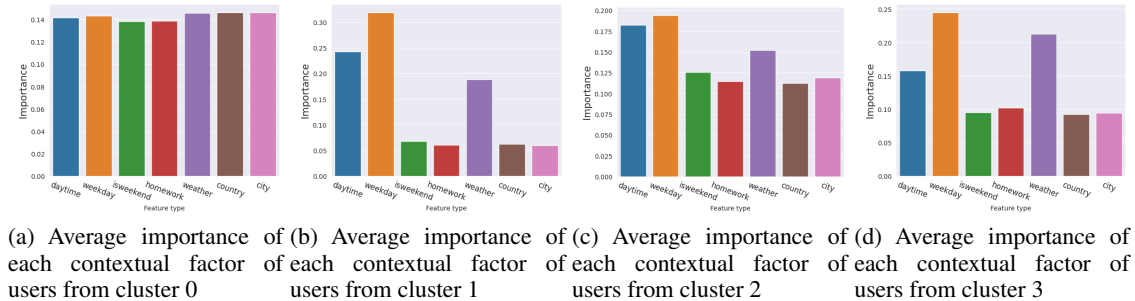 0.14
0.12
0.10
0.08
0.06
0.04
0.02
0.00
Importance
daytime weekday isweekend homework weather country city
Feature type
0.30
0.25
0.20
0.15
0.10
0.05
0.00
Importance
daytime weekday isweekend homework weather country city
Feature type
0.200
0.175
0.150
0.125
0.100
0.075
0.050
0.025
0.000
Importance
daytime weekday isweekend homework weather country city
Feature type
0.25
0.20
0.15
0.10
0.05
0.00
Importance
daytime weekday isweekend homework weather country city
Feature type
(a) Average importance of
each contextual factor of
users from cluster 0
(b) Average importance of
each contextual factor of
users from cluster 1
(c) Average importance of
each contextual factor of
users from cluster 2
(d) Average importance of
each contextual factor of
users from cluster 3